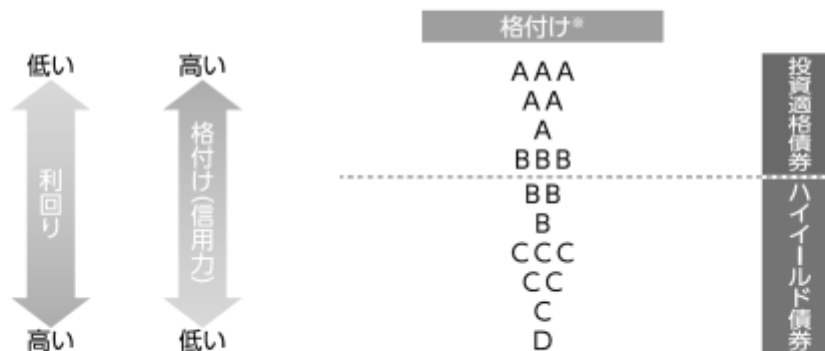 格付け※
低い
高い
利回り
格付け(信用力)
高い
低い
AAA
AA
A
BBB
BB
B
CCC
CC
C
D
投資適格債券
ハイイールド債券